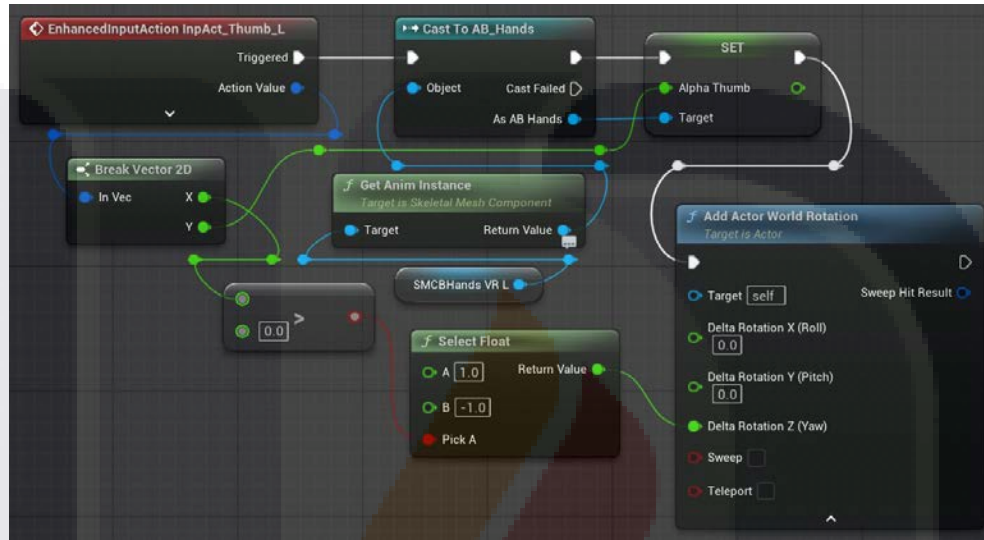 EnhancedInputAction InpAct_Thumb_L
Triggered
Action Value
Cast To AB_Hands
Object
Cast Failed
As AB Hands
SET
Alpha Thumb
Target
Break Vector 2D
In Vec
X
Y
f Get Anim Instance
Target is Skeletal Mesh Component
Target
Return Value
SMCBHands VR L
0.0
>
f Select Float
A 1.0
Return Value
B -1.0
Pick A
f Add Actor World Rotation
Target is Actor
Target self
Sweep Hit Result
Delta Rotation X (Roll)
0.0
Delta Rotation Y (Pitch)
0.0
Delta Rotation Z (Yaw)
Sweep
Teleport